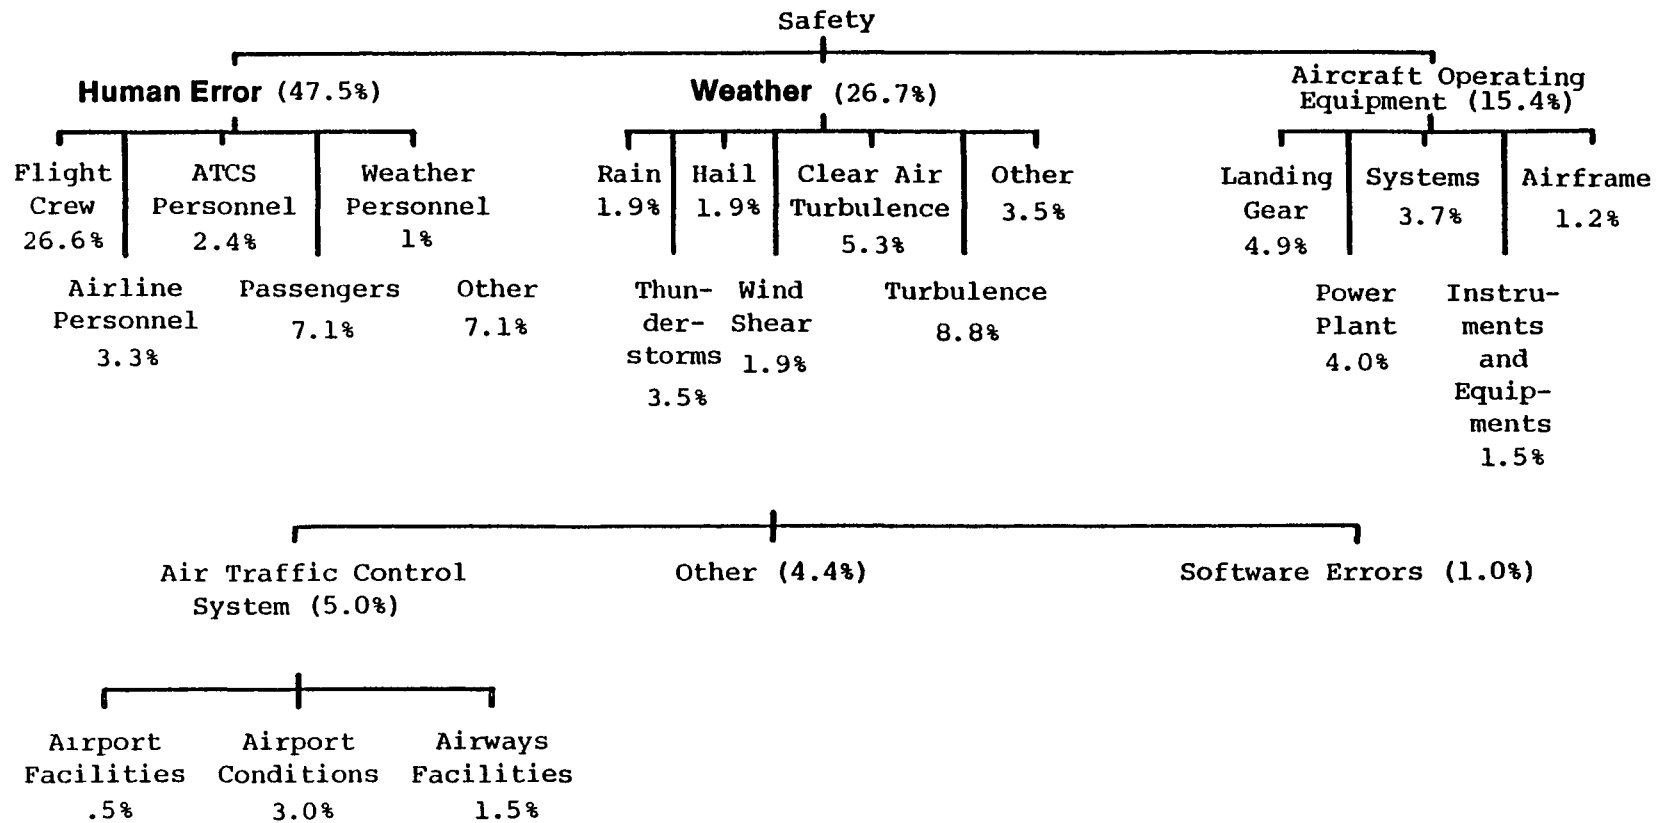 Safety
Human Error (47.5%)
Weather (26.7%)
Aircraft Operating
Equipment (15.4%)
Flight
Crew
26.6%
ATCS
Personnel
2.4%
Weather
Personnel
1%
Airline
Personnel
3.3%
Passengers
7.1%
Other
7.1%
Rain
1.9%
Hail
1.9%
Clear Air
Turbulence
5.3%
Other
3.5%
Thun-
der-
storms
3.5%
Wind
Shear
1.9%
Turbulence
8.8%
Landing
Gear
4.9%
Systems
3.7%
Airframe
1.2%
Power
Plant
4.0%
Instru-
ments
and
Equip-
ments
1.5%
Air Traffic Control
System (5.0%)
Other (4.4%)
Software Errors (1.0%)
Airport
Facilities
.5%
Airport
Conditions
3.0%
Airways
Facilities
1.5%